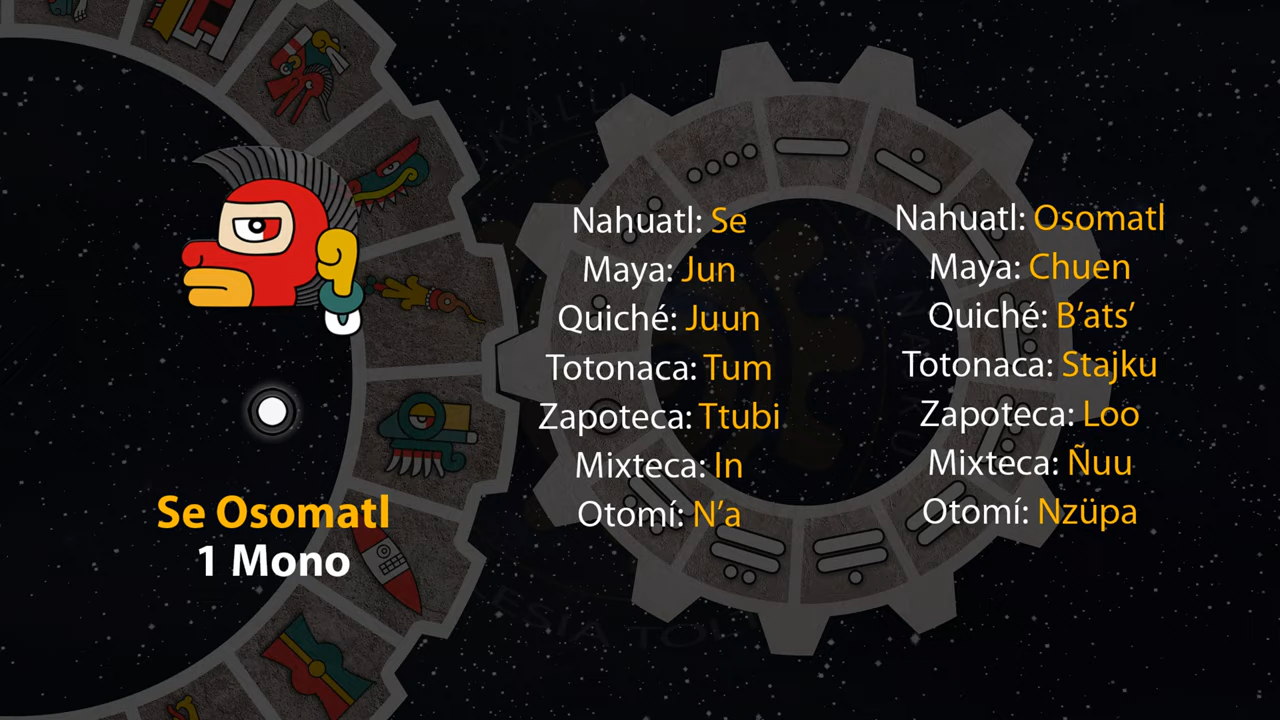 Se Osomatl
1 Mono
Nahuatl: Se
Maya: Jun
Quiché: Juun
Totonaca: Tum
Zapoteca: Ttubi
Mixteca: In
Otomí: N’a
Nahuatl: Osomatl
Maya: Chuen
Quiché: B’ats’
Totonaca: Stajku
Zapoteca: Loo
Mixteca: Ñuu
Otomí: Nzüpa